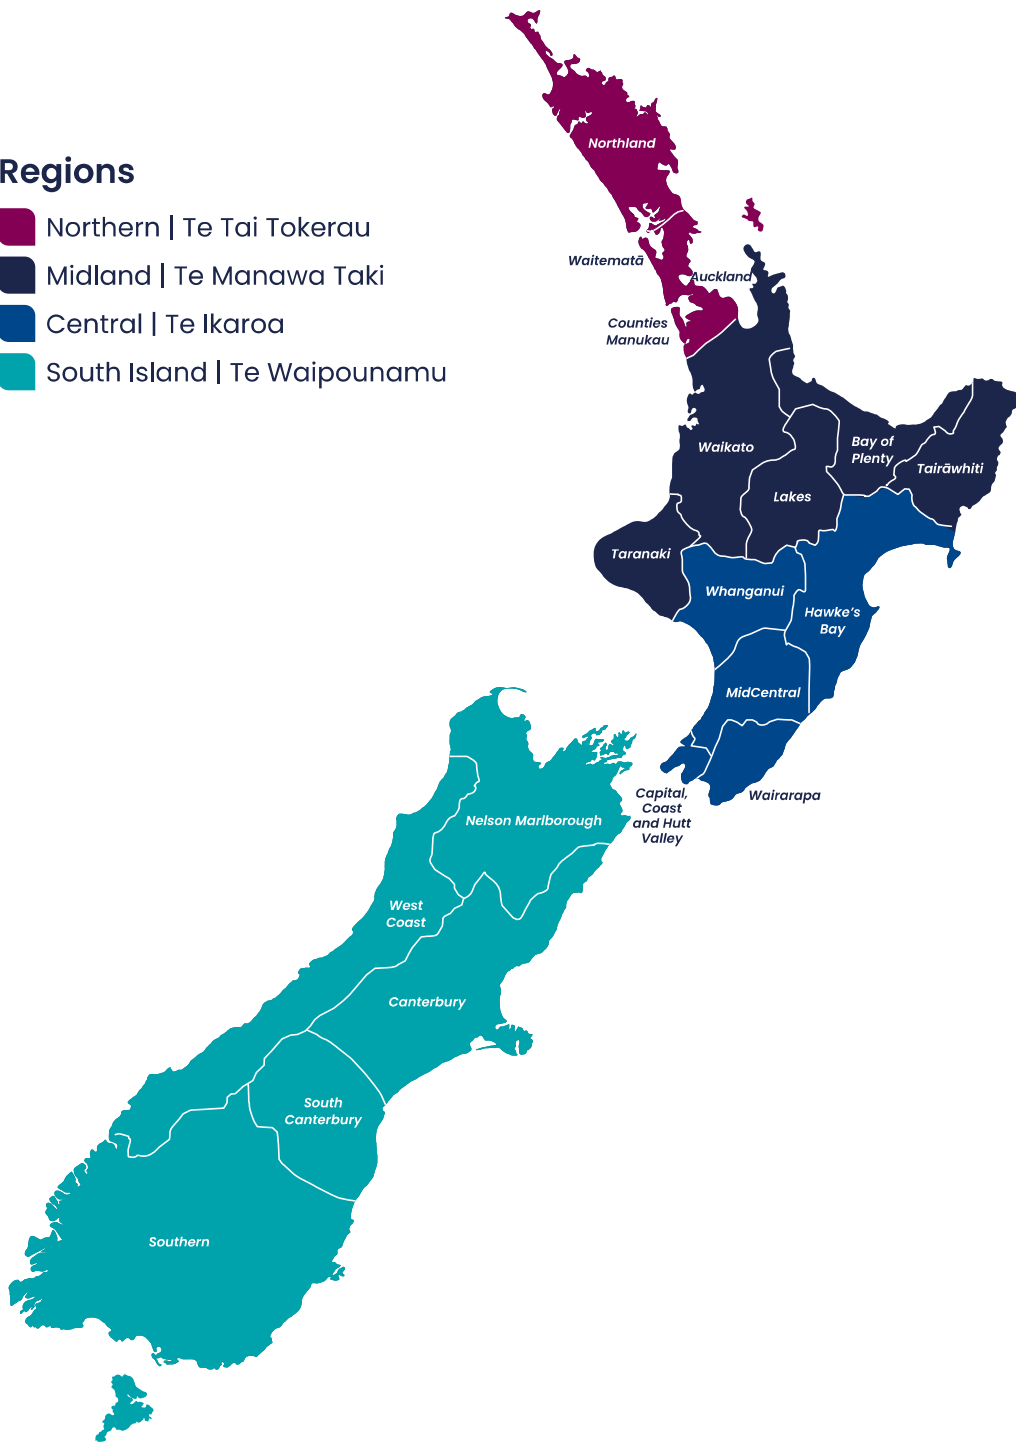 Regions
Northern | Te Tai Tokerau
Midland | Te Manawa Taki
Central | Te Ikaroa
South Island | Te Waipounamu
Northland
Waitematā
Auckland
Counties
Manukau
Waikato
Bay of
Plenty
Tairāwhiti
Lakes
Taranaki
Whanganui
Hawke's
Bay
MidCentral
Capital,
Coast
and Hutt
Valley
Wairarapa
Nelson Marlborough
West
Coast
Canterbury
South
Canterbury
Southern